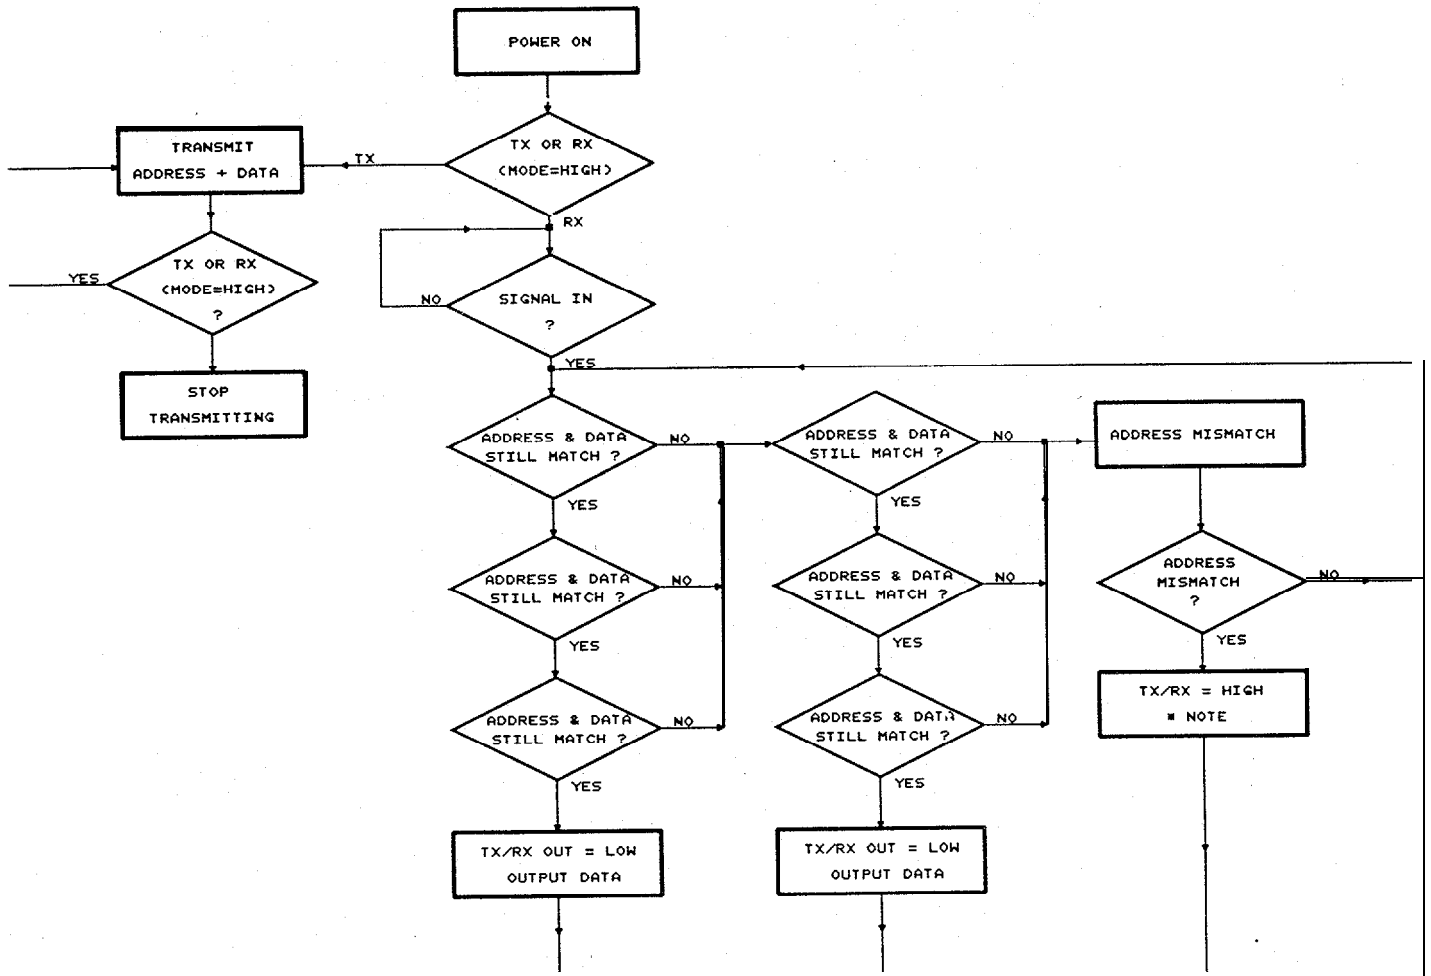 POWER ON
TX OR RX
(MODE=HIGH)
TX
RX
TRANSMIT
ADDRESS + DATA
TX OR RX
(MODE=HIGH)
?
YES
STOP
TRANSMITTING
SIGNAL IN
?
NO
YES
ADDRESS & DATA
STILL MATCH ?
NO
YES
ADDRESS & DATA
STILL MATCH ?
NO
YES
ADDRESS & DATA
STILL MATCH ?
NO
YES
TX/RX OUT = LOW
OUTPUT DATA
ADDRESS & DATA
STILL MATCH ?
NO
YES
ADDRESS & DATA
STILL MATCH ?
NO
YES
ADDRESS & DATA
STILL MATCH ?
NO
YES
TX/RX OUT = LOW
OUTPUT DATA
ADDRESS MISMATCH
ADDRESS
MISMATCH
?
NO
YES
TX/RX = HIGH
* NOTE